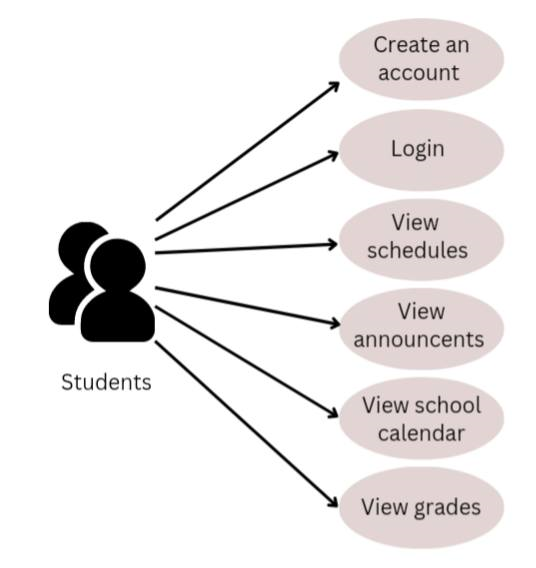 Create an
account
Login
View
schedules
View
announcents
Students
View school
calendar
View grades